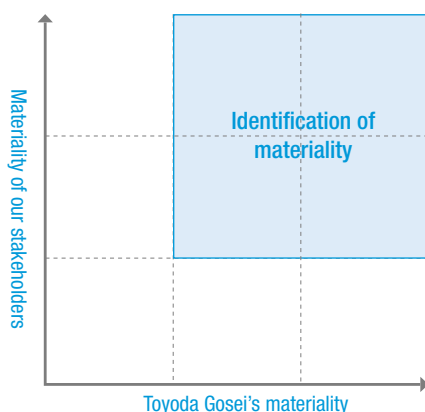 Identification of
materiality
Materiality of our stakeholders
Toyoda Gosei's materiality